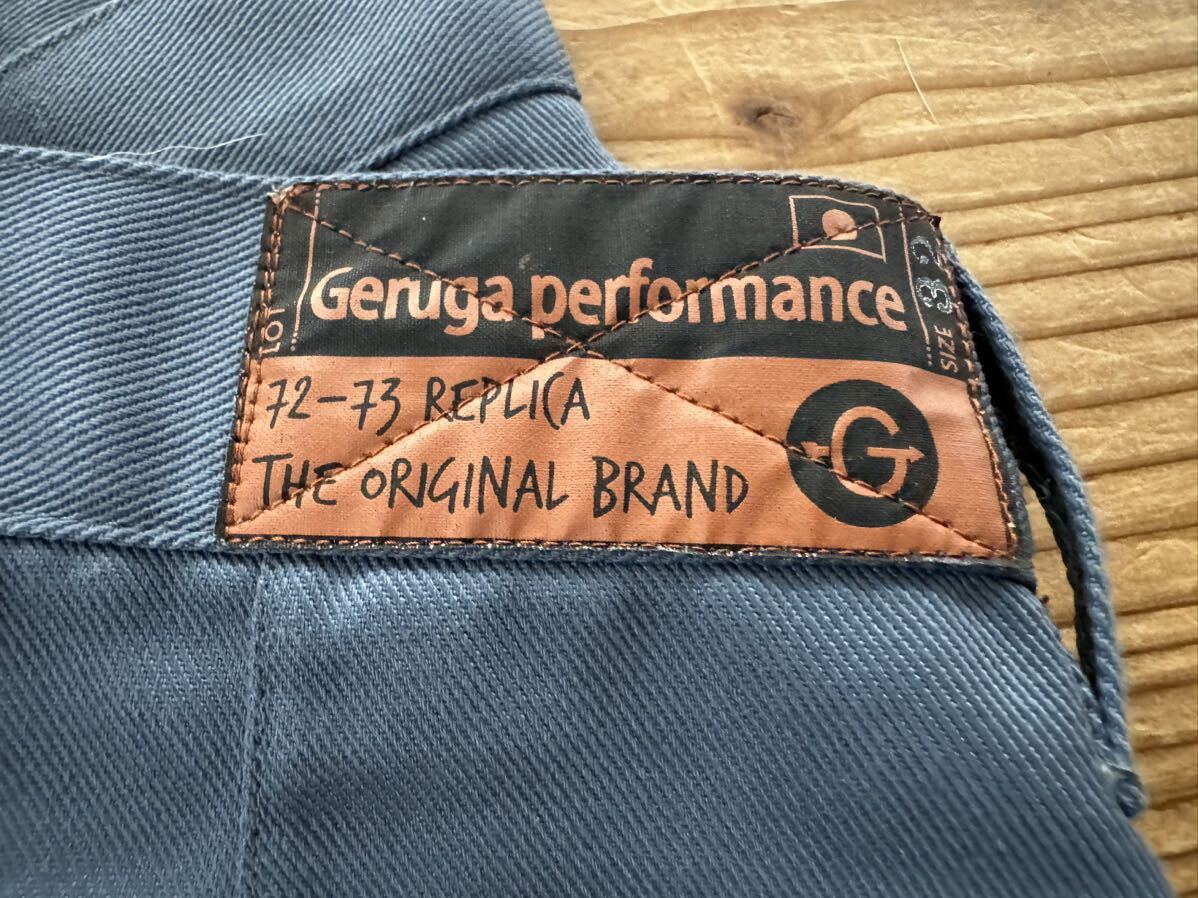 LOT
Geruga performance
SIZE 32
72-73 REPLICA
THE ORIGINAL BRAND
G